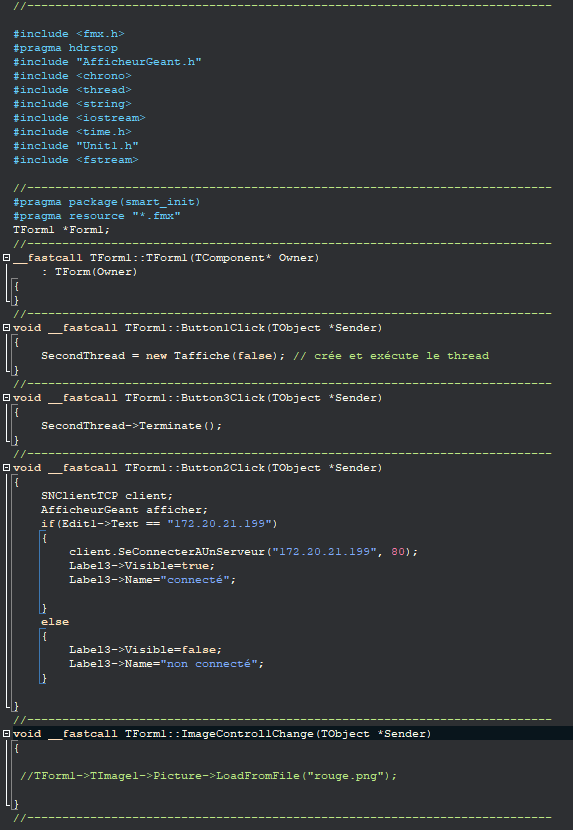 //---------------------------------------------------------------------------
#include <fmx.h>
#pragma hdrstop
#include "AfficheurGeant.h"
#include <chrono>
#include <thread>
#include <string>
#include <iostream>
#include <time.h>
#include "Unit1.h"
#include <fstream>
//---------------------------------------------------------------------------
#pragma package(smart_init)
#pragma resource "*.fmx"
TForm1 *Form1;
//---------------------------------------------------------------------------
__fastcall TForm1::TForm1(TComponent* Owner)
: TForm(Owner)
{
}
//---------------------------------------------------------------------------
void __fastcall TForm1::Button1Click(TObject *Sender)
{
SecondThread = new Taffiche(false); // crée et exécute le thread
}
//---------------------------------------------------------------------------
void __fastcall TForm1::Button3Click(TObject *Sender)
{
SecondThread->Terminate();
}
//---------------------------------------------------------------------------
void __fastcall TForm1::Button2Click(TObject *Sender)
{
SNClientTCP client;
AfficheurGeant afficher;
if(Edit1->Text == "172.20.21.199")
{
client.SeConnecterAUnServeur("172.20.21.199", 80);
Label3->Visible=true;
Label3->Name="connecté";
}
else
{
Label3->Visible=false;
Label3->Name="non connecté";
}
}
//---------------------------------------------------------------------------
void __fastcall TForm1::ImageControl1Change(TObject *Sender)
{
//TForm1->TImage1->Picture->LoadFromFile("rouge.png");
}
//---------------------------------------------------------------------------